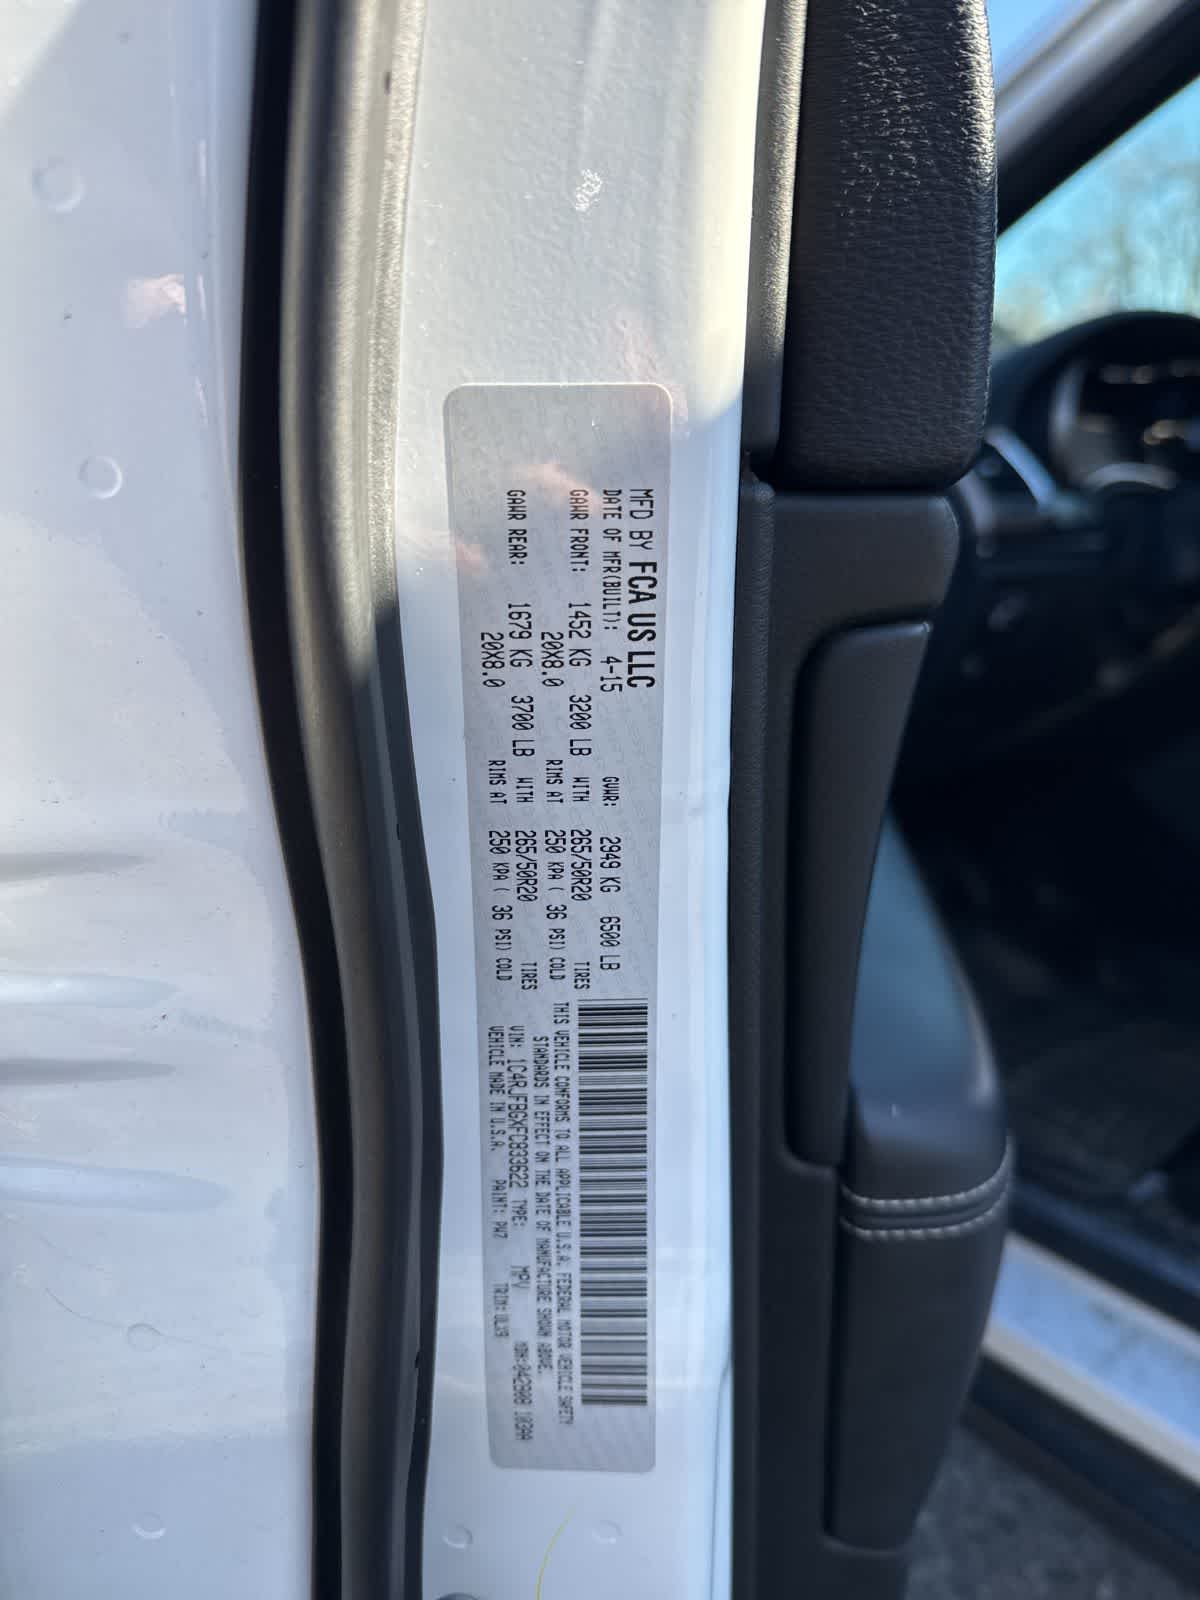 MFD BY FCA US LLC
DATE OF MFR(BUILT): 4-15 GVWR: 2949 KG 6500 LB
GAWR FRONT: 1452 KG 3200 LB WITH 265/50R20 TIRES
20X8.0 RIMS AT 250 KPA ( 36 PSI) COLD
GAWR REAR: 1679 KG 3700 LB WITH 265/50R20 TIRES
20X8.0 RIMS AT 250 KPA ( 36 PSI) COLD
THIS VEHICLE CONFORMS TO ALL APPLICABLE U.S.A. FEDERAL MOTOR VEHICLE SAFETY
STANDARDS IN EFFECT ON THE DATE OF MANUFACTURE SHOWN ABOVE.
VIN: 1C4RJFBGXFC833622 TYPE: MPV MDH:042908 103AA
VEHICLE MADE IN U.S.A. PAINT: PW7 TRIM: